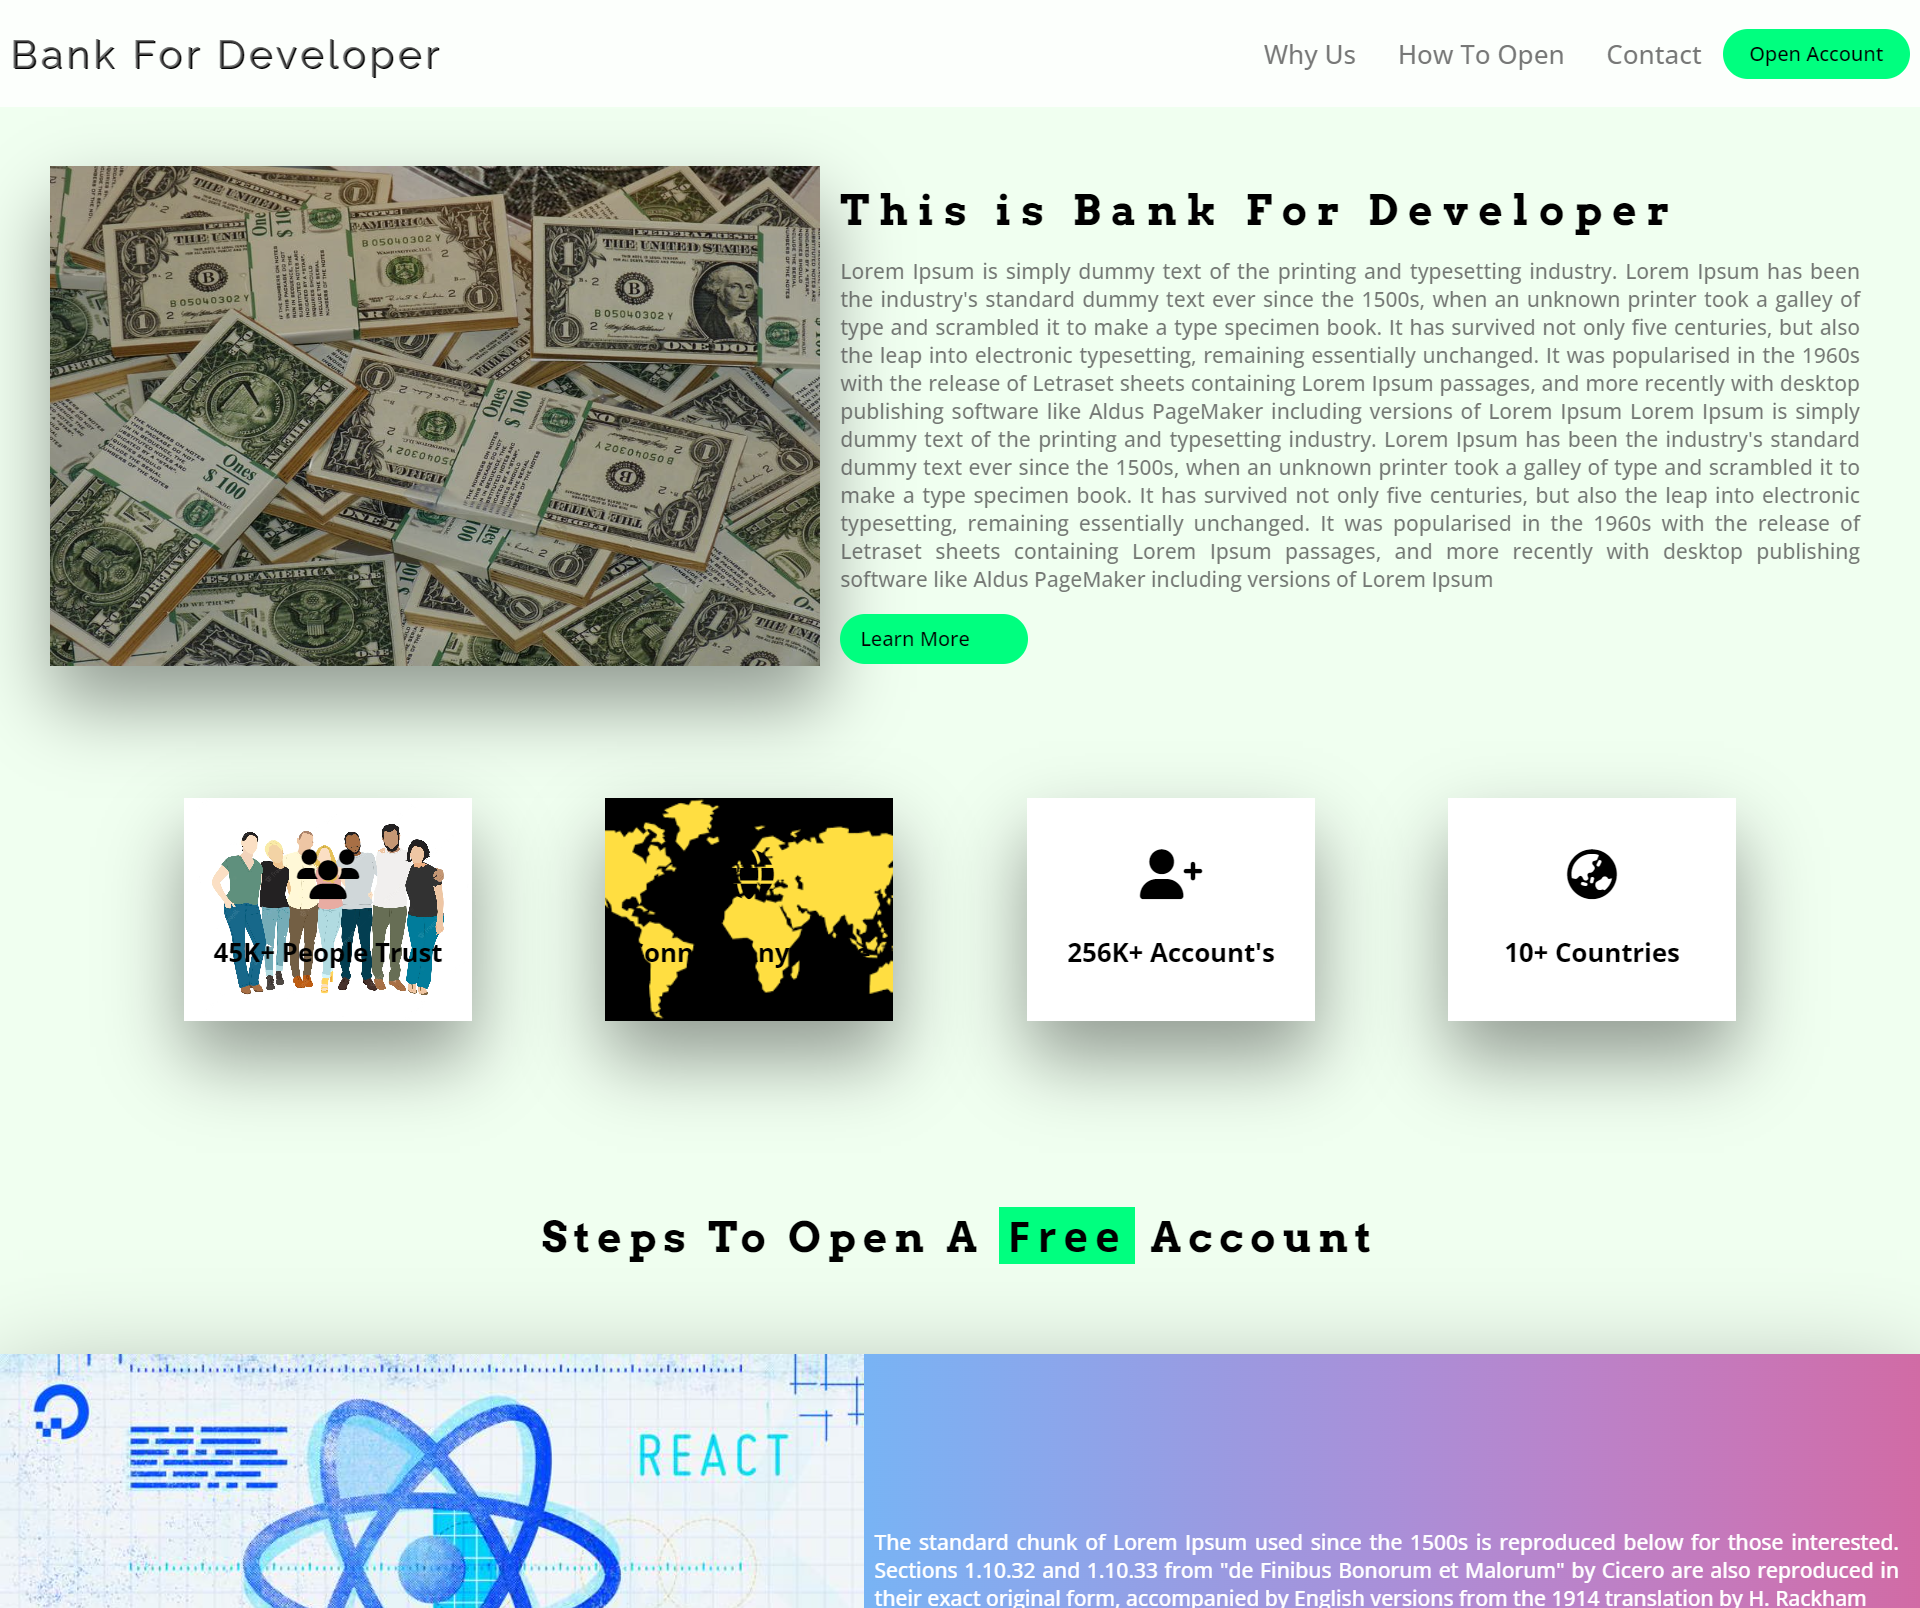 Bank For Developer
Why Us
How To Open
Contact
Open Account
This is Bank For Developer
Lorem Ipsum is simply dummy text of the printing and typesetting industry. Lorem Ipsum has been
the industry's standard dummy text ever since the 1500s, when an unknown printer took a galley of
type and scrambled it to make a type specimen book. It has survived not only five centuries, but also
the leap into electronic typesetting, remaining essentially unchanged. It was popularised in the 1960s
with the release of Letraset sheets containing Lorem Ipsum passages, and more recently with desktop
publishing software like Aldus PageMaker including versions of Lorem Ipsum Lorem Ipsum is simply
dummy text of the printing and typesetting industry. Lorem Ipsum has been the industry's standard
dummy text ever since the 1500s, when an unknown printer took a galley of type and scrambled it to
make a type specimen book. It has survived not only five centuries, but also the leap into electronic
typesetting, remaining essentially unchanged. It was popularised in the 1960s with the release of
Letraset sheets containing Lorem Ipsum passages, and more recently with desktop publishing
software like Aldus PageMaker including versions of Lorem Ipsum
Learn More
45K+ People Trust
256K+ Account's
10+ Countries
Steps To Open A Free Account
REACT
The standard chunk of Lorem Ipsum used since the 1500s is reproduced below for those interested.
Sections 1.10.32 and 1.10.33 from "de Finibus Bonorum et Malorum" by Cicero are also reproduced in
their exact original form, accompanied by English versions from the 1914 translation by H. Rackham